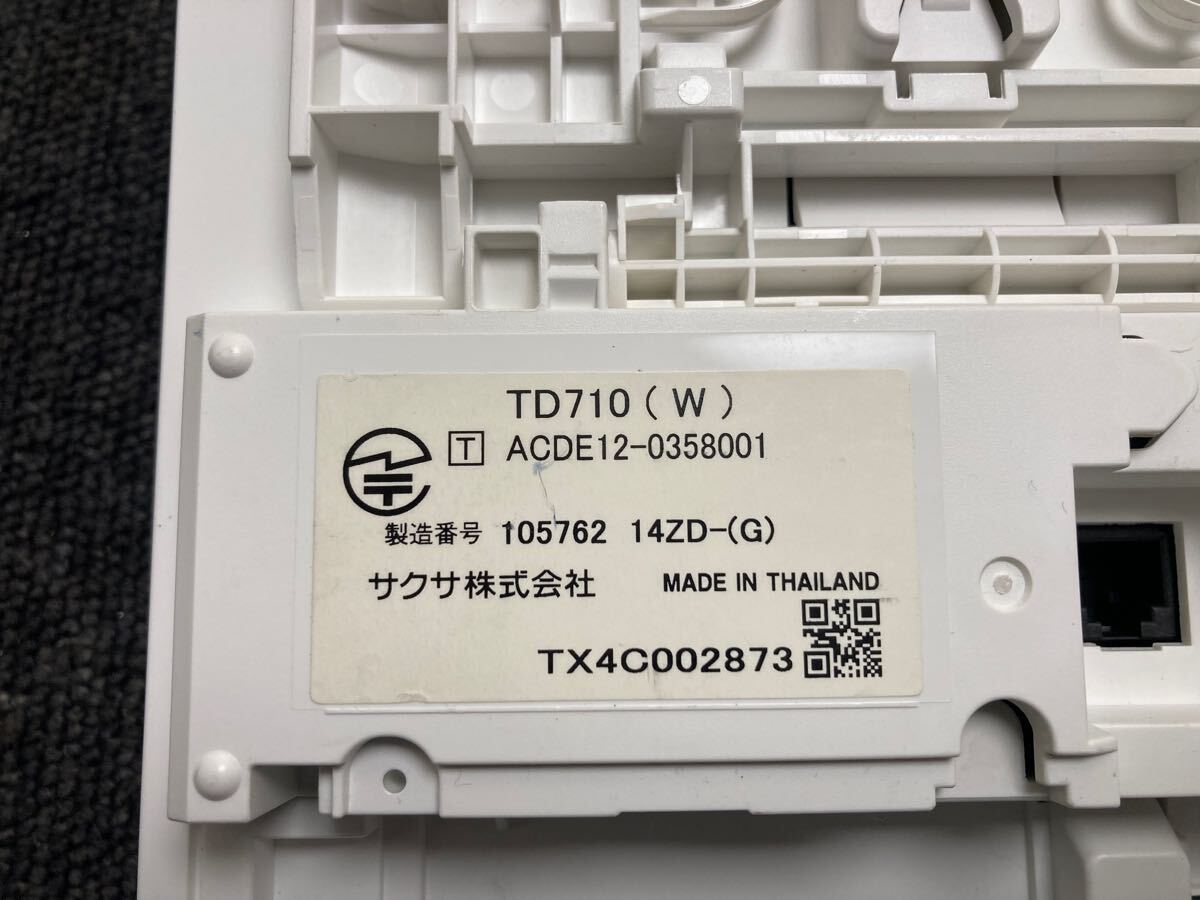 TD710 ( W )
T ACDE12-0358001
製造番号 105762 14ZD-(G)
サクサ株式会社 MADE IN THAILAND
TX4C002873